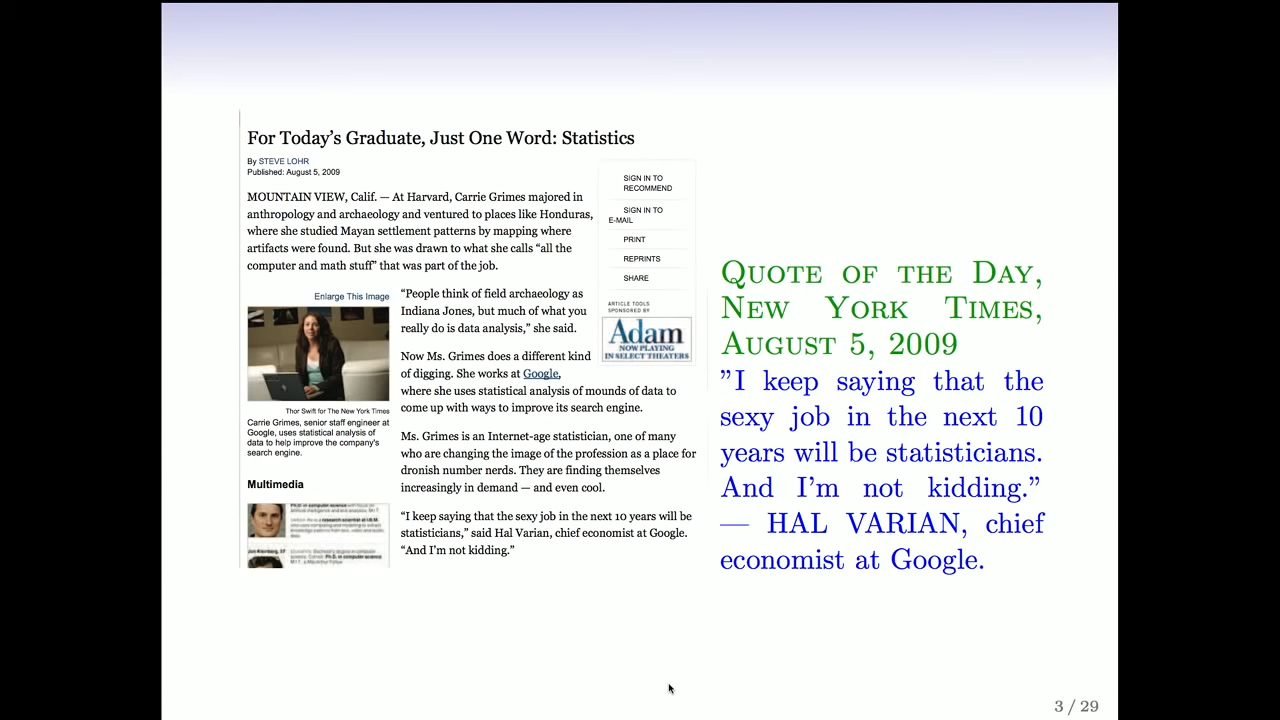 For Today's Graduate, Just One Word: Statistics
By STEVE LOHR
Published: August 5, 2009
MOUNTAIN VIEW, Calif. — At Harvard, Carrie Grimes majored in
anthropology and archaeology and ventured to places like Honduras,
where she studied Mayan settlement patterns by mapping where
artifacts were found. But she was drawn to what she calls “all the
computer and math stuff” that was part of the job.
SIGN IN TO
RECOMMEND
SIGN IN TO
E-MAIL
PRINT
REPRINTS
SHARE
ARTICLE TOOLS
SPONSORED BY
Adam
NOW PLAYING
IN SELECT THEATERS
Enlarge This Image
Thor Swift for The New York Times
Carrie Grimes, senior staff engineer at
Google, uses statistical analysis of
data to help improve the company's
search engine.
Multimedia
“People think of field archaeology as
Indiana Jones, but much of what you
really do is data analysis,” she said.
Now Ms. Grimes does a different kind
of digging. She works at Google,
where she uses statistical analysis of mounds of data to
come up with ways to improve its search engine.
Ms. Grimes is an Internet-age statistician, one of many
who are changing the image of the profession as a place for
dronish number nerds. They are finding themselves
increasingly in demand — and even cool.
“I keep saying that the sexy job in the next 10 years will be
statisticians,” said Hal Varian, chief economist at Google.
“And I'm not kidding.”
QUOTE OF THE DAY,
NEW YORK TIMES,
AUGUST 5, 2009
”I keep saying that the
sexy job in the next 10
years will be statisticians.
And I'm not kidding.”
— HAL VARIAN, chief
economist at Google.
3 / 29